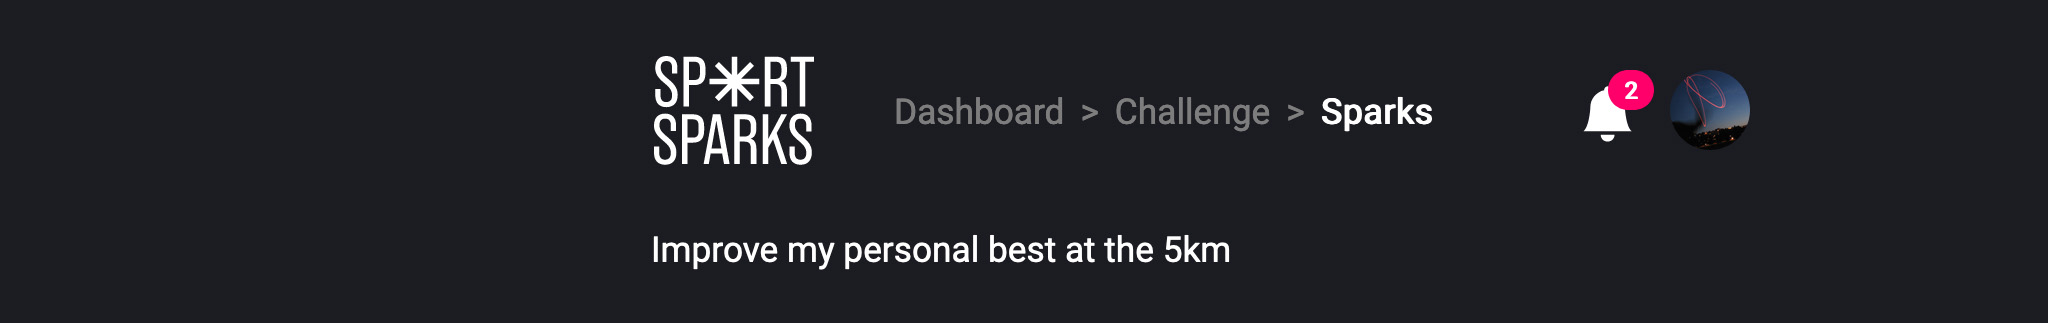 SP*RT
SPARKS
Dashboard > Challenge > Sparks
2
Improve my personal best at the 5km